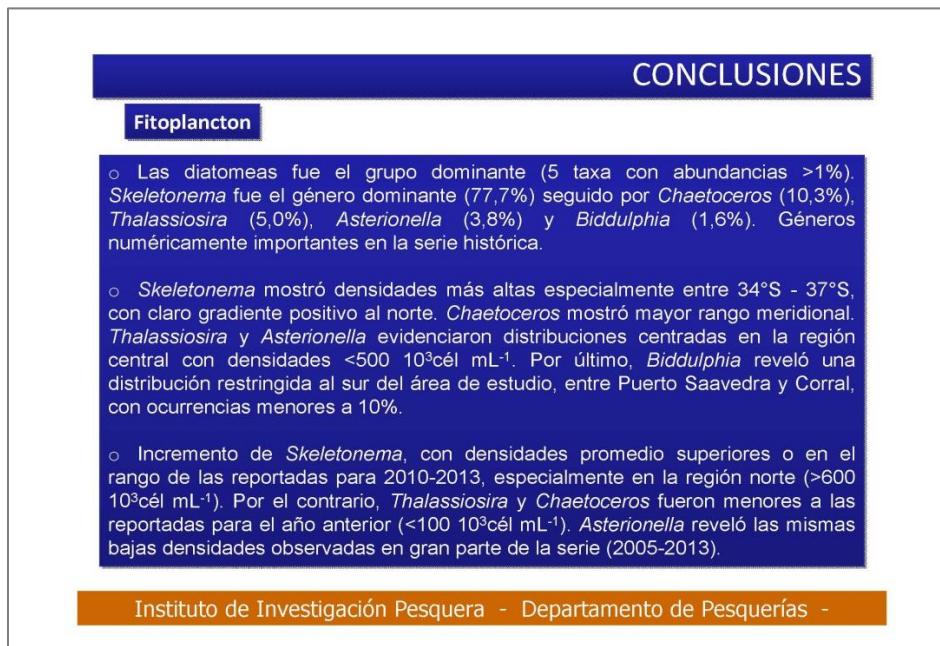 CONCLUSIONES
Fitoplancton
○ Las diatomeas fue el grupo dominante (5 taxa con abundancias >1%).
Skeletonema fue el género dominante (77,7%) seguido por Chaetoceros (10,3%),
Thalassiosira (5,0%), Asterionella (3,8%) y Biddulphia (1,6%). Géneros
numéricamente importantes en la serie histórica.
○ Skeletonema mostró densidades más altas especialmente entre 34°S - 37°S,
con claro gradiente positivo al norte. Chaetoceros mostró mayor rango meridional.
Thalassiosira y Asterionella evidenciaron distribuciones centradas en la región
central con densidades <500 10³cél mL⁻¹. Por último, Biddulphia reveló una
distribución restringida al sur del área de estudio, entre Puerto Saavedra y Corral,
con ocurrencias menores a 10%.
○ Incremento de Skeletonema, con densidades promedio superiores o en el
rango de las reportadas para 2010-2013, especialmente en la región norte (>600
10³cél mL⁻¹). Por el contrario, Thalassiosira y Chaetoceros fueron menores a las
reportadas para el año anterior (<100 10³cél mL⁻¹). Asterionella reveló las mismas
bajas densidades observadas en gran parte de la serie (2005-2013).
Instituto de Investigación Pesquera - Departamento de Pesquerías -